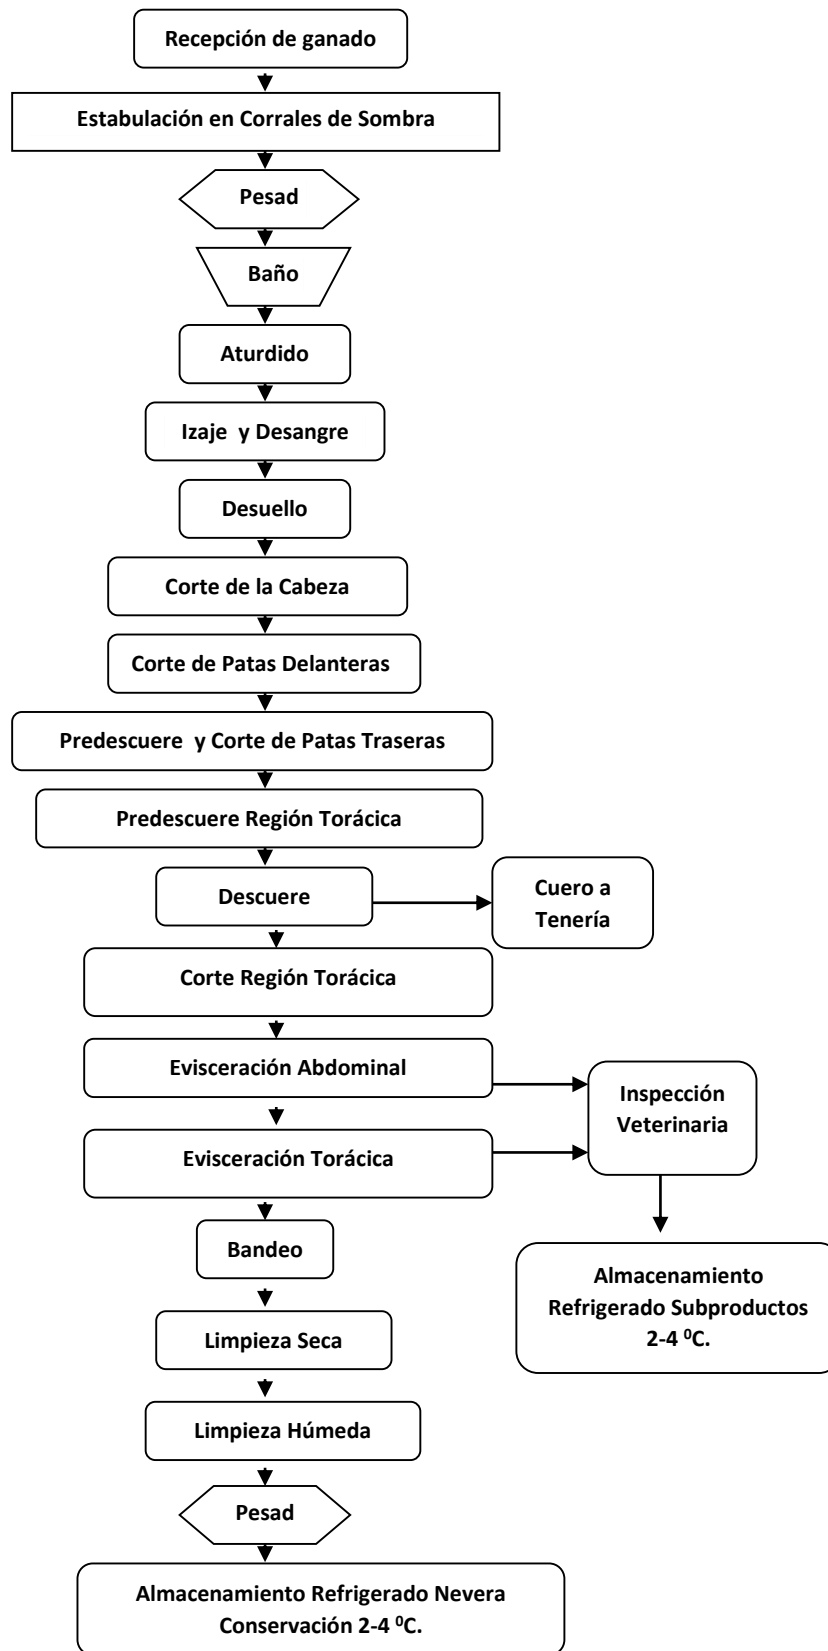 Recepción de ganado
Estabulación en Corrales de Sombra
Pesad
Baño
Aturdido
Izaje y Desangre
Desuello
Corte de la Cabeza
Corte de Patas Delanteras
Predescuere y Corte de Patas Traseras
Predescuere Región Torácica
Descuere
Cuero a
Tenería
Corte Región Torácica
Evisceración Abdominal
Inspección
Veterinaria
Evisceración Torácica
Bandeo
Almacenamiento
Refrigerado Subproductos
2-4 ⁰C.
Limpieza Seca
Limpieza Húmeda
Pesad
Almacenamiento Refrigerado Nevera
Conservación 2-4 ⁰C.